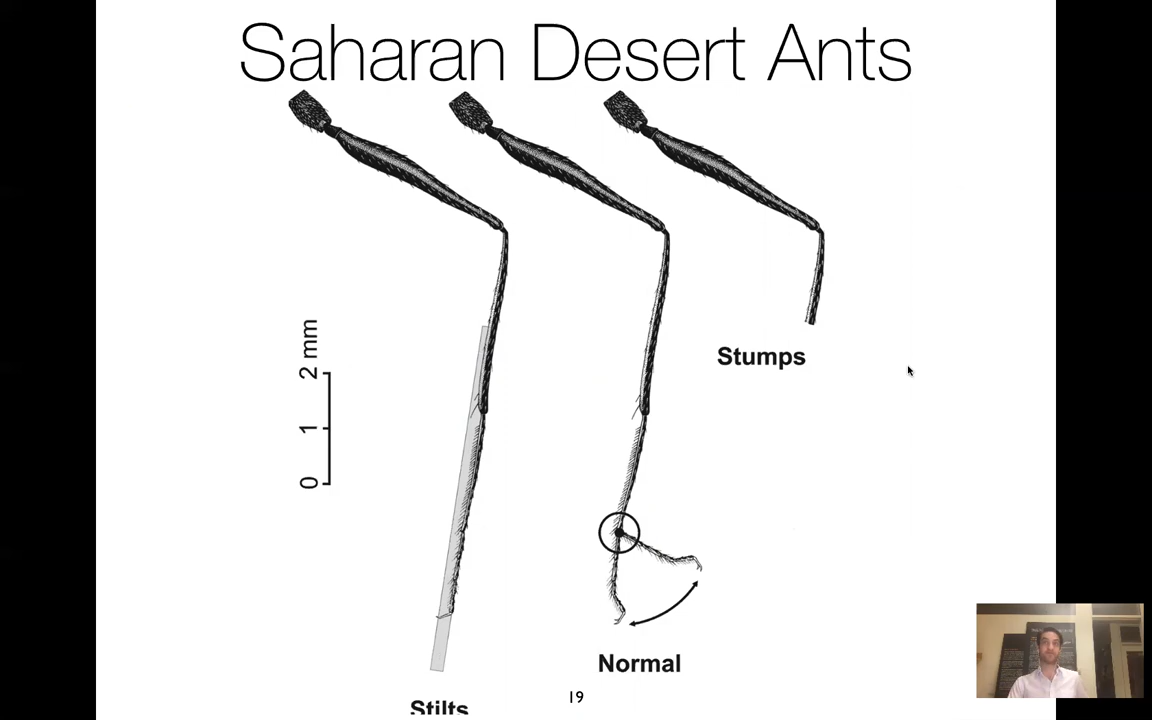 Saharan Desert Ants
Stumps
2 mm
1
0
Normal
19
Stilts